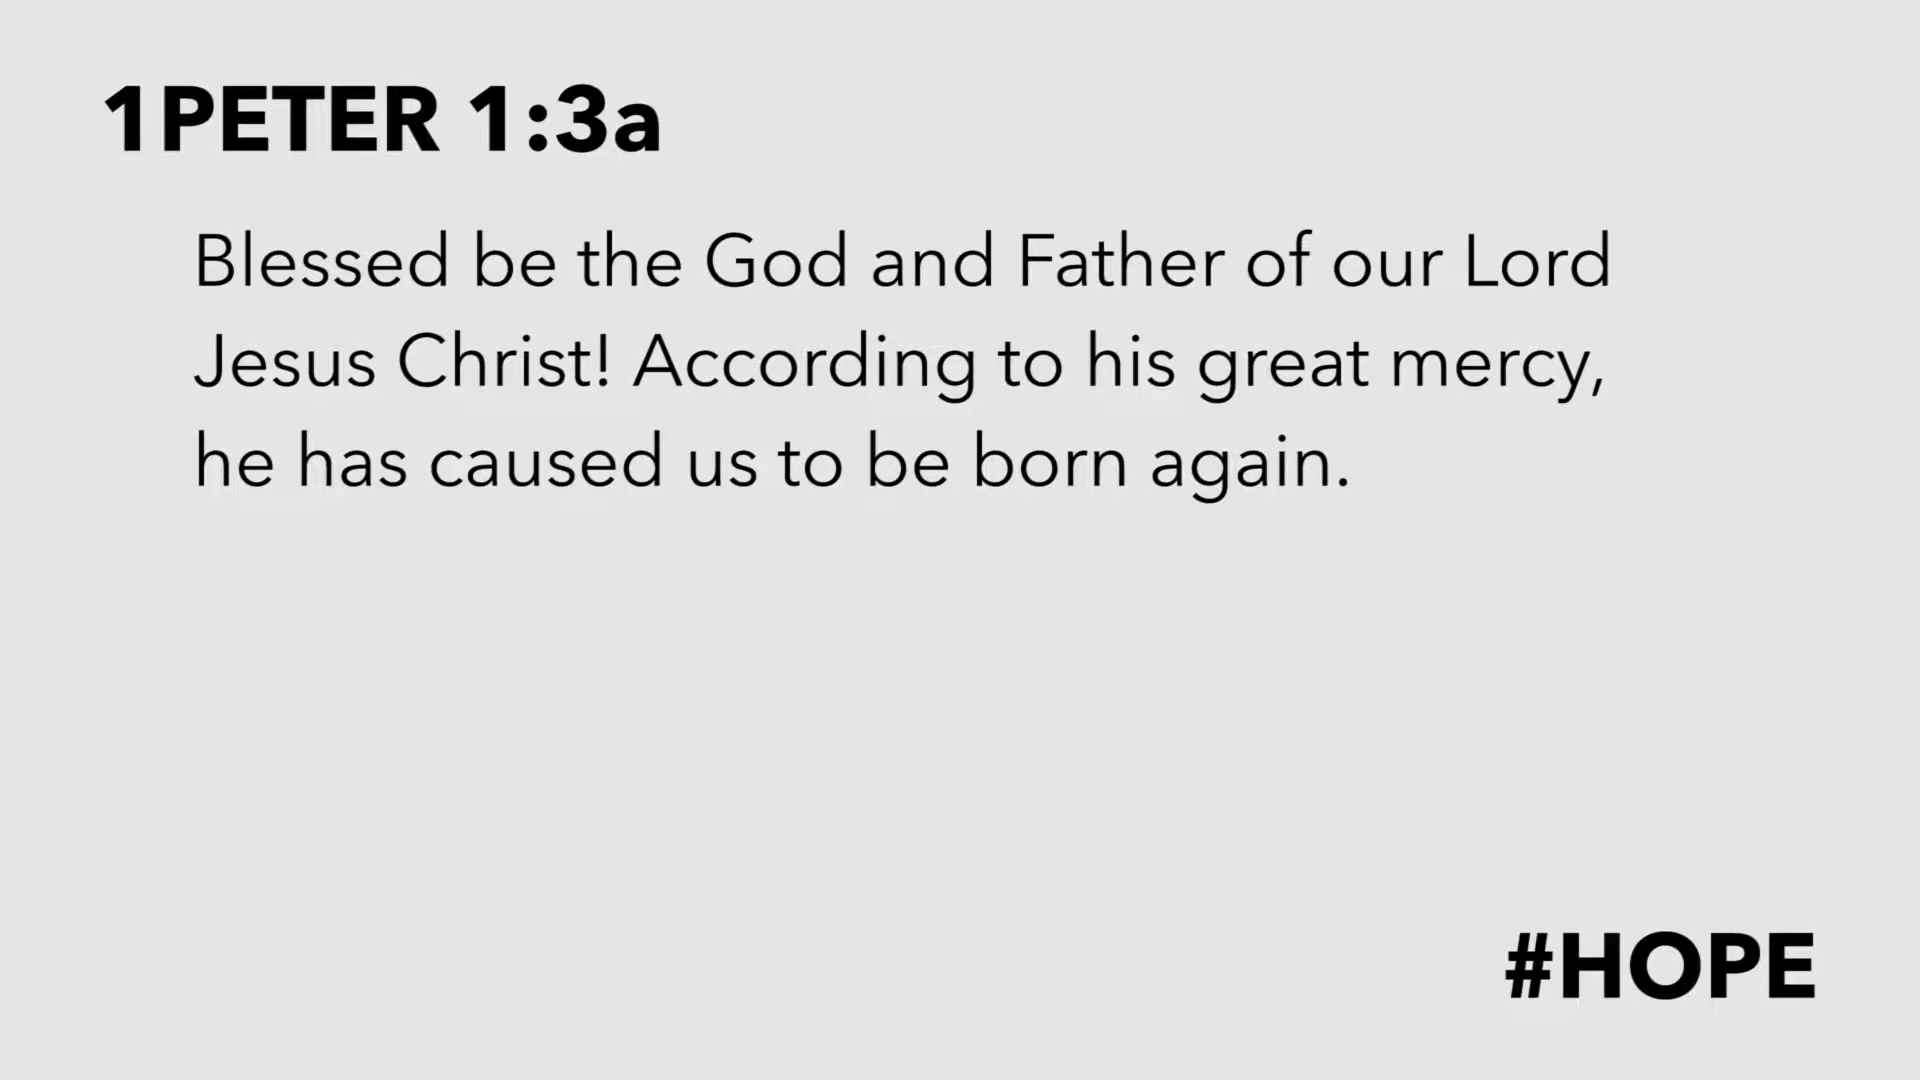 1PETER 1:3a
Blessed be the God and Father of our Lord
Jesus Christ! According to his great mercy,
he has caused us to be born again.
#HOPE